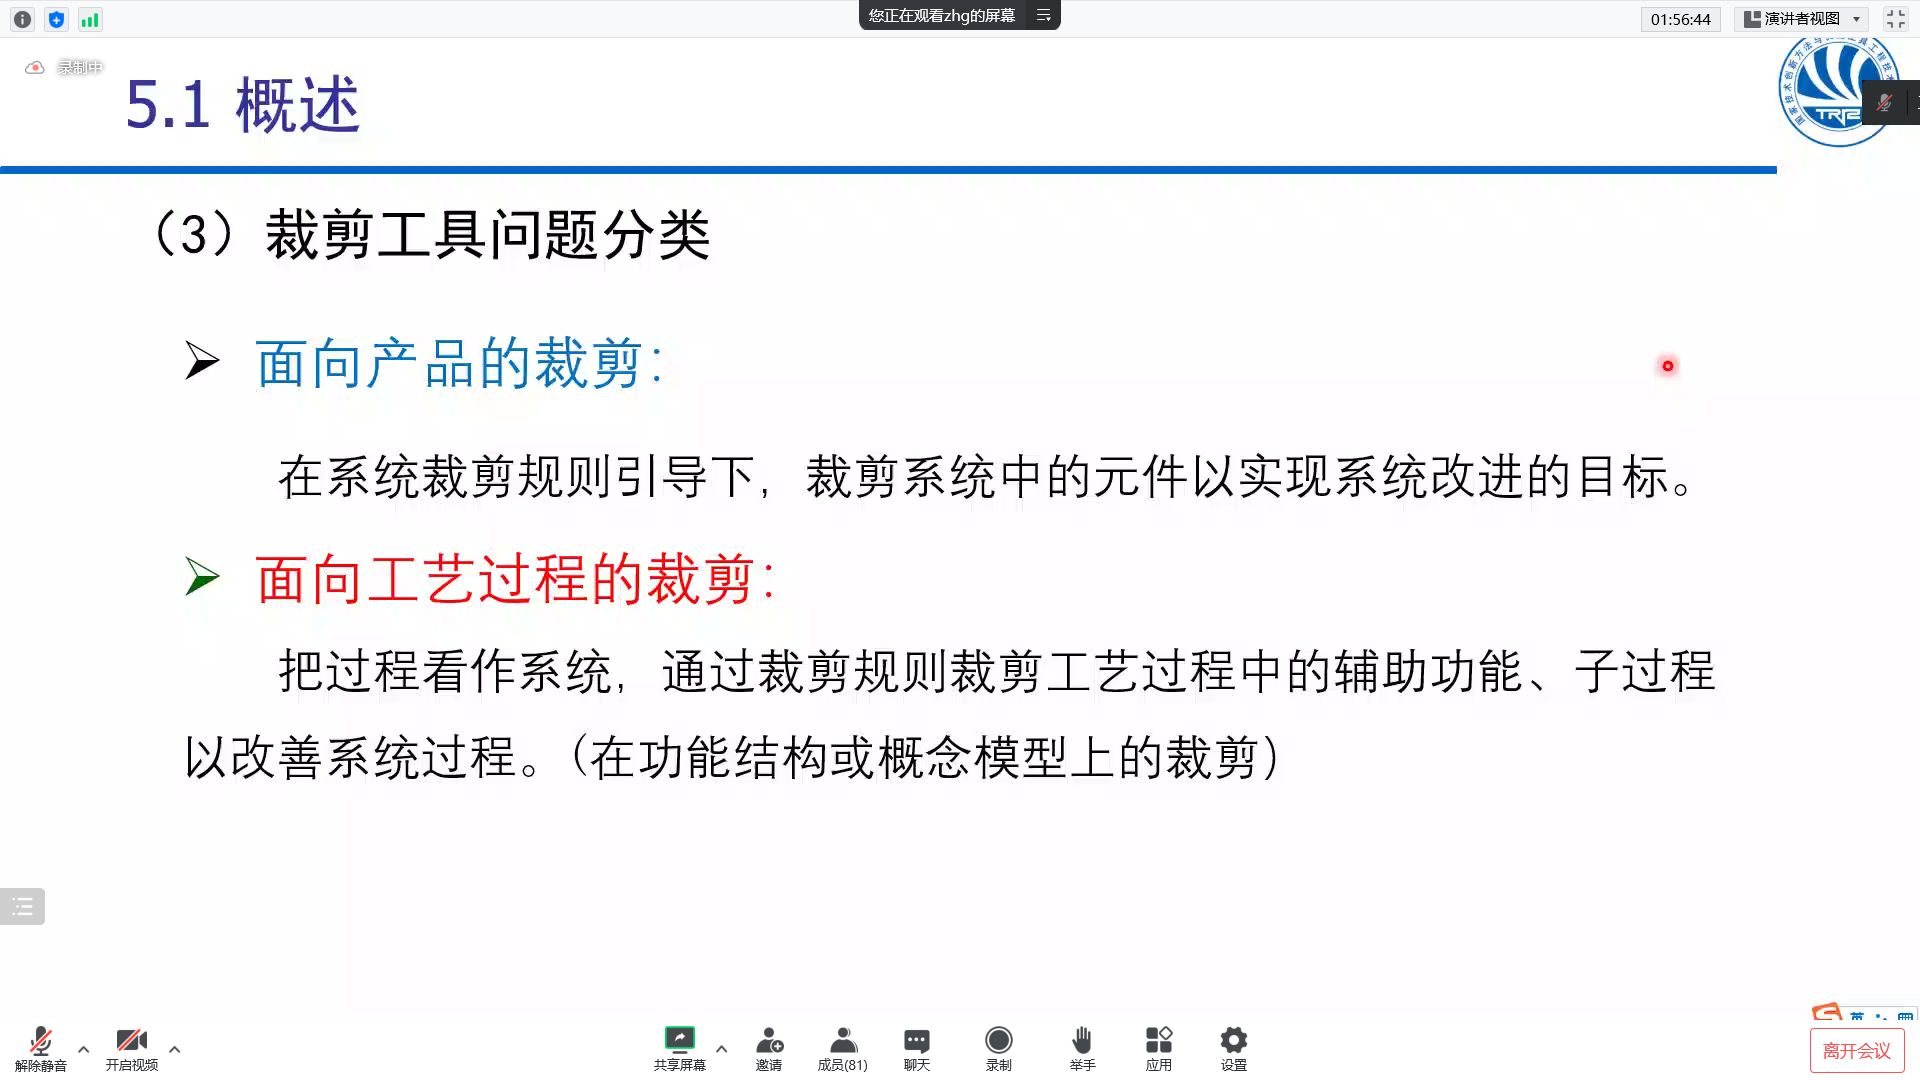 您正在观看zhg的屏幕
01:56:44
演讲者视图
录制中
5.1 概述
TRIZ
(3)裁剪工具问题分类
➢ 面向产品的裁剪：
在系统裁剪规则引导下，裁剪系统中的元件以实现系统改进的目标。
➢ 面向工艺过程的裁剪：
把过程看作系统，通过裁剪规则裁剪工艺过程中的辅助功能、子过程
以改善系统过程。（在功能结构或概念模型上的裁剪）
英
解除静音
开启视频
共享屏幕
邀请
成员(81)
聊天
录制
举手
应用
设置
离开会议